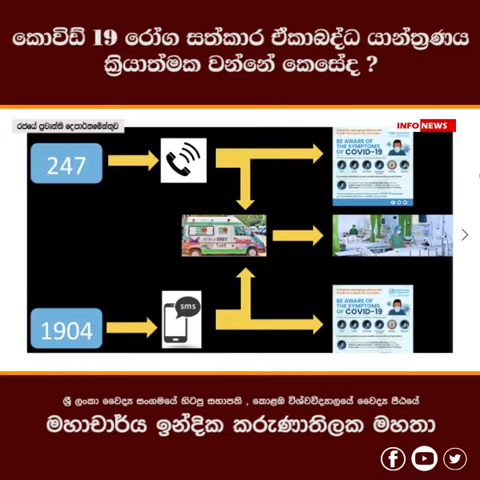 කොවිඩ් 19 රෝග සත්කාර ඒකාබද්ධ යාන්ත්‍රණය
ක්‍රියාත්මක වන්නේ කෙසේද ?
රජයේ ප්‍රවෘත්ති දෙපාර්තමේන්තුව
INFO NEWS
247
BE AWARE OF
THE SYMPTOMS
OF COVID-19
1904
sms
BE AWARE OF
THE SYMPTOMS
OF COVID-19
ශ්‍රී ලංකා වෛද්‍ය සංගමයේ හිටපු සභාපති , කොළඹ විශ්වවිද්‍යාලයේ වෛද්‍ය පීඨයේ
මහාචාර්ය ඉන්දික කරුණාතිලක මහතා